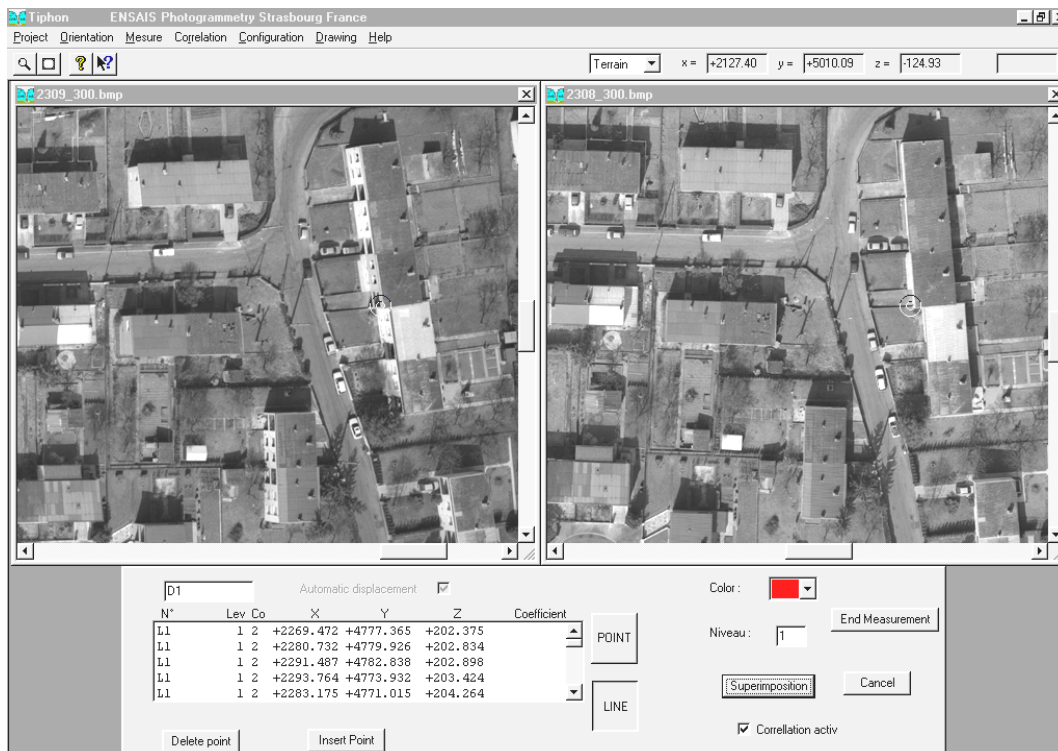 Tiphon ENSAIS Photogrammetry Strasbourg France
Project Orientation Mesure Correlation Configuration Drawing Help
Terrain x = +2127.40 y = +5010.09 z = -124.93
2309_300.bmp
2308_300.bmp
D1 Automatic displacement
N° Lev Co X Y Z Coefficient
L1 1 2 +2269.472 +4777.365 +202.375
L1 1 2 +2280.732 +4779.926 +202.834
L1 1 2 +2291.487 +4782.838 +202.898
L1 1 2 +2293.764 +4773.932 +203.424
L1 1 2 +2283.175 +4771.015 +204.264
Delete point
Insert Point
POINT
LINE
Color :
Niveau : 1
End Measurement
Superimposition
Cancel
Correllation activ